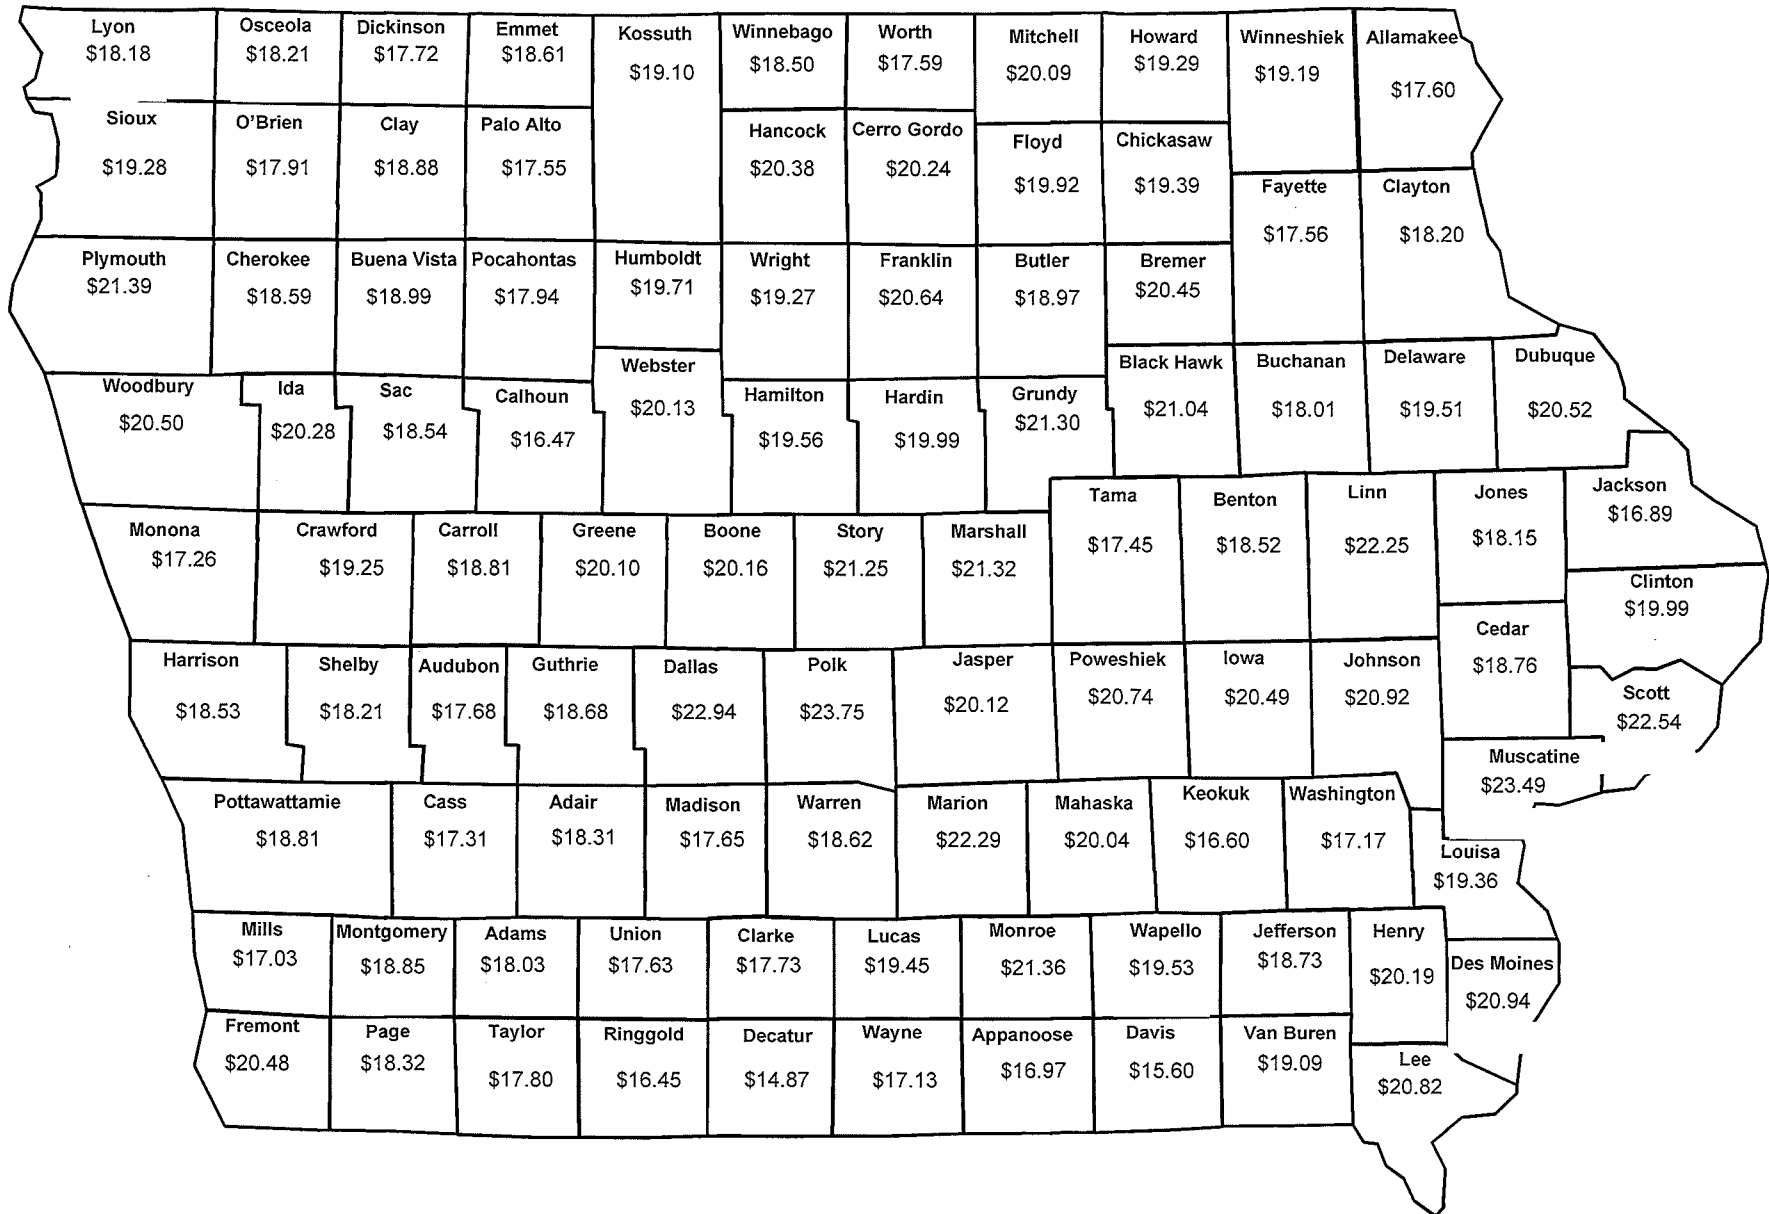 Lyon
$18.18
Osceola
$18.21
Dickinson
$17.72
Emmet
$18.61
Kossuth
$19.10
Winnebago
$18.50
Worth
$17.59
Mitchell
$20.09
Howard
$19.29
Winneshiek
$19.19
Allamakee
$17.60
Sioux
$19.28
O'Brien
$17.91
Clay
$18.88
Palo Alto
$17.55
Hancock
$20.38
Cerro Gordo
$20.24
Floyd
$19.92
Chickasaw
$19.39
Fayette
$17.56
Clayton
$18.20
Plymouth
$21.39
Cherokee
$18.59
Buena Vista
$18.99
Pocahontas
$17.94
Humboldt
$19.71
Wright
$19.27
Franklin
$20.64
Butler
$18.97
Bremer
$20.45
Woodbury
$20.50
Ida
$20.28
Sac
$18.54
Calhoun
$16.47
Webster
$20.13
Hamilton
$19.56
Hardin
$19.99
Grundy
$21.30
Black Hawk
$21.04
Buchanan
$18.01
Delaware
$19.51
Dubuque
$20.52
Monona
$17.26
Crawford
$19.25
Carroll
$18.81
Greene
$20.10
Boone
$20.16
Story
$21.25
Marshall
$21.32
Tama
$17.45
Benton
$18.52
Linn
$22.25
Jones
$18.15
Jackson
$16.89
Clinton
$19.99
Cedar
$18.76
Harrison
$18.53
Shelby
$18.21
Audubon
$17.68
Guthrie
$18.68
Dallas
$22.94
Polk
$23.75
Jasper
$20.12
Poweshiek
$20.74
Iowa
$20.49
Johnson
$20.92
Scott
$22.54
Muscatine
$23.49
Pottawattamie
$18.81
Cass
$17.31
Adair
$18.31
Madison
$17.65
Warren
$18.62
Marion
$22.29
Mahaska
$20.04
Keokuk
$16.60
Washington
$17.17
Louisa
$19.36
Mills
$17.03
Montgomery
$18.85
Adams
$18.03
Union
$17.63
Clarke
$17.73
Lucas
$19.45
Monroe
$21.36
Wapello
$19.53
Jefferson
$18.73
Henry
$20.19
Des Moines
$20.94
Fremont
$20.48
Page
$18.32
Taylor
$17.80
Ringgold
$16.45
Decatur
$14.87
Wayne
$17.13
Appanoose
$16.97
Davis
$15.60
Van Buren
$19.09
Lee
$20.82